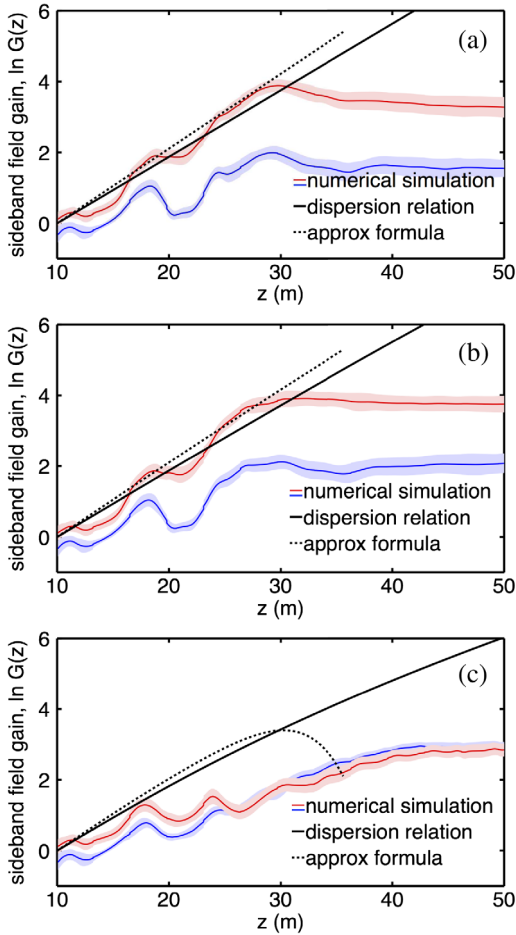 sideband field gain, ln G(z)
6
4
2
0
(a)
numerical simulation
dispersion relation
approx formula
10 20 30 40 50
z (m)
sideband field gain, ln G(z)
6
4
2
0
(b)
numerical simulation
dispersion relation
approx formula
10 20 30 40 50
z (m)
sideband field gain, ln G(z)
6
4
2
0
(c)
numerical simulation
dispersion relation
approx formula
10 20 30 40 50
z (m)